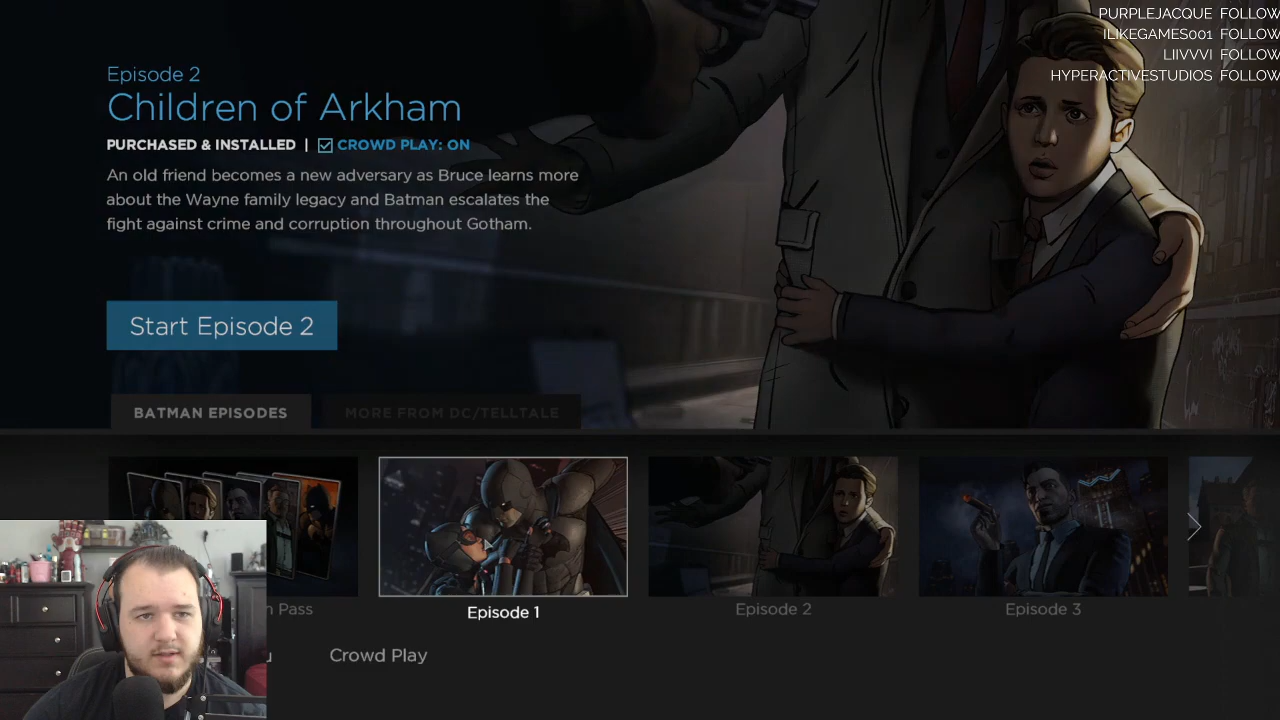 PURPLEJACQUE FOLLOW
ILIKEGAMES001 FOLLOW
LIIVVVI FOLLOW
HYPERACTIVESTUDIOS FOLLOW
Episode 2
Children of Arkham
PURCHASED & INSTALLED | CROWD PLAY: ON
An old friend becomes a new adversary as Bruce learns more
about the Wayne family legacy and Batman escalates the
fight against crime and corruption throughout Gotham.
Start Episode 2
BATMAN EPISODES
MORE FROM DC/TELLTALE
Pass
Episode 1
Episode 2
Episode 3
Crowd Play